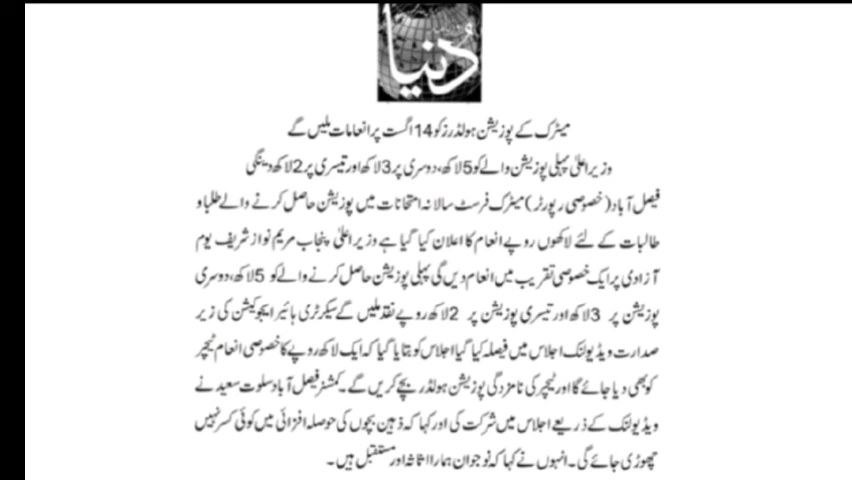 دنیا
میٹرک کے پوزیشن ہولڈرز کو 14 اگست پر انعامات ملیں گے
وزیراعلیٰ پہلی پوزیشن والے کو 5 لاکھ، دوسری پر 3 لاکھ اور تیسری پر 2 لاکھ دینگی
فیصل آباد (خصوصی رپورٹر) میٹرک فرسٹ سالانہ امتحانات میں پوزیشن حاصل کرنے والے طلبا و
طالبات کے لئے لاکھوں روپے انعام کا اعلان کیا گیا ہے وزیراعلیٰ پنجاب مریم نواز شریف یوم
آزادی پر ایک خصوصی تقریب میں انعام دیں گی پہلی پوزیشن حاصل کرنے والے کو 5 لاکھ، دوسری
پوزیشن پر 3 لاکھ اور تیسری پوزیشن پر 2 لاکھ روپے نقد ملیں گے سیکرٹری ہائیر ایجوکیشن کی زیر
صدارت ویڈیو لنک اجلاس میں فیصلہ کیا گیا اجلاس کو بتایا گیا کہ ایک لاکھ روپے کا خصوصی انعام ٹیچر
کو بھی دیا جائے گا اور ٹیچر کی نامزدگی پوزیشن ہولڈر بچے کریں گے۔ کمشنر فیصل آباد سلوت سعید نے
ویڈیو لنک کے ذریعے اجلاس میں شرکت کی اور کہا کہ ذہین بچوں کی حوصلہ افزائی میں کوئی کسر نہیں
چھوڑی جائے گی۔ انہوں نے کہا کہ نوجوان ہمارا اثاثہ اور مستقبل ہیں۔